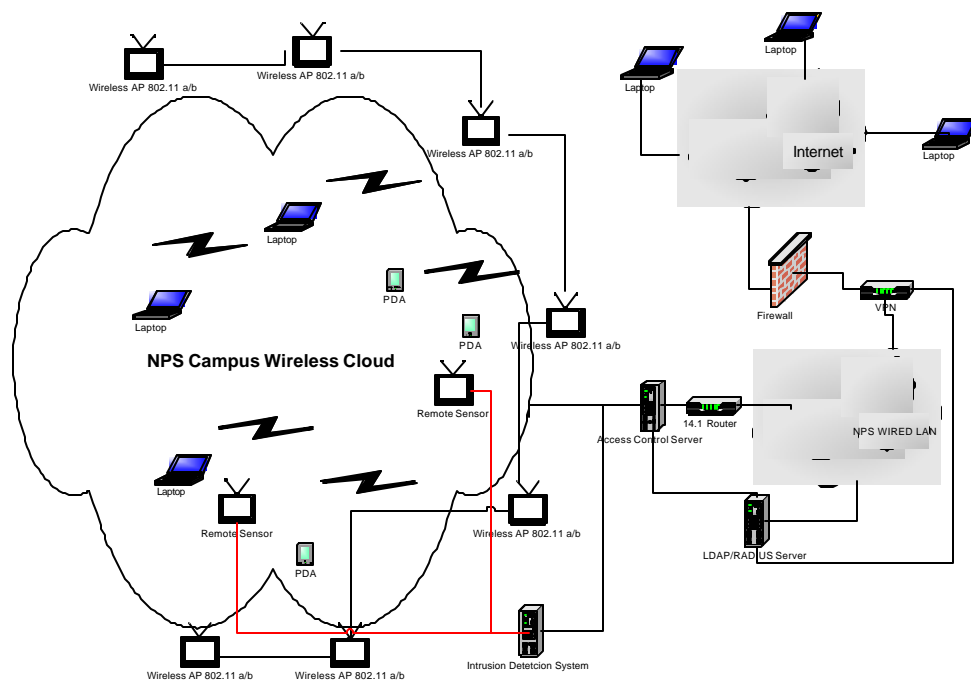 Laptop
Wireless AP 802.11 a/b
Wireless AP 802.11 a/b
Laptop
Wireless AP 802.11 a/b
Internet
Laptop
Laptop
PDA
Laptop
Firewall
VPN
PDA
Wireless AP 802.11 a/b
NPS Campus Wireless Cloud
Remote Sensor
14.1 Router
Access Control Server
NPS WIRED LAN
Laptop
Remote Sensor
Wireless AP 802.11 a/b
LDAP/RADIUS Server
PDA
Intrusion Detetcion System
Wireless AP 802.11 a/b
Wireless AP 802.11 a/b